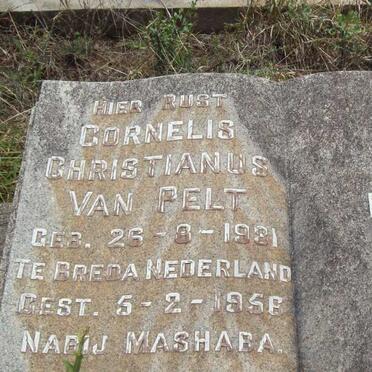 HIER RUST
CORNELIS
CHRISTIANUS
VAN PELT
GEB. 26-8-1931
TE BREDA NEDERLAND
GEST. 5-2-1956
NABIJ MASHABA.